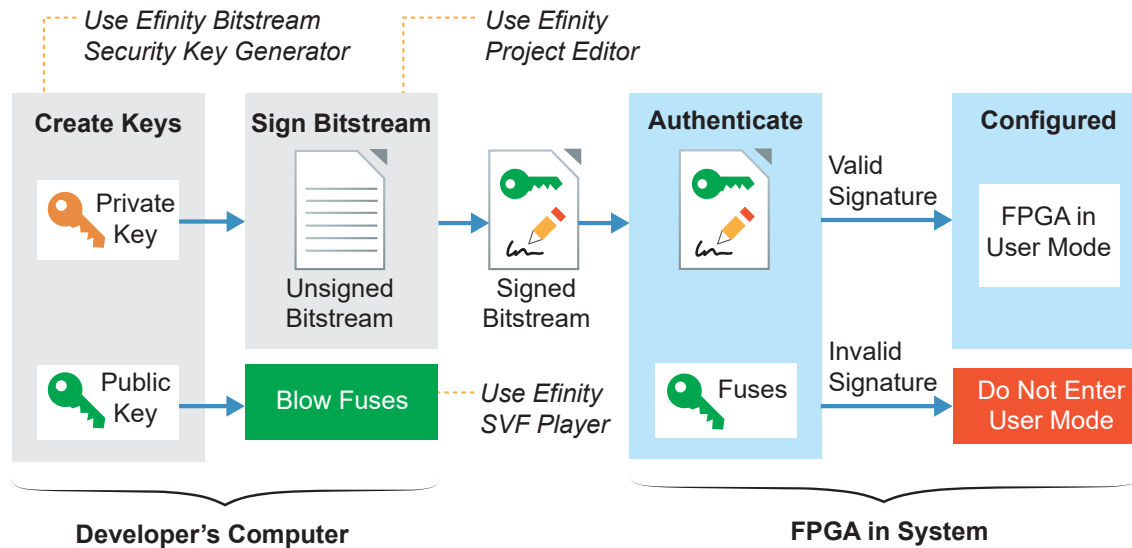 Use Efinity Bitstream
Security Key Generator
Use Efinity
Project Editor
Create Keys
Sign Bitstream
Authenticate
Configured
Private
Key
Unsigned
Bitstream
Signed
Bitstream
Valid
Signature
FPGA in
User Mode
Public
Key
Blow Fuses
Use Efinity
SVF Player
Fuses
Invalid
Signature
Do Not Enter
User Mode
Developer’s Computer
FPGA in System